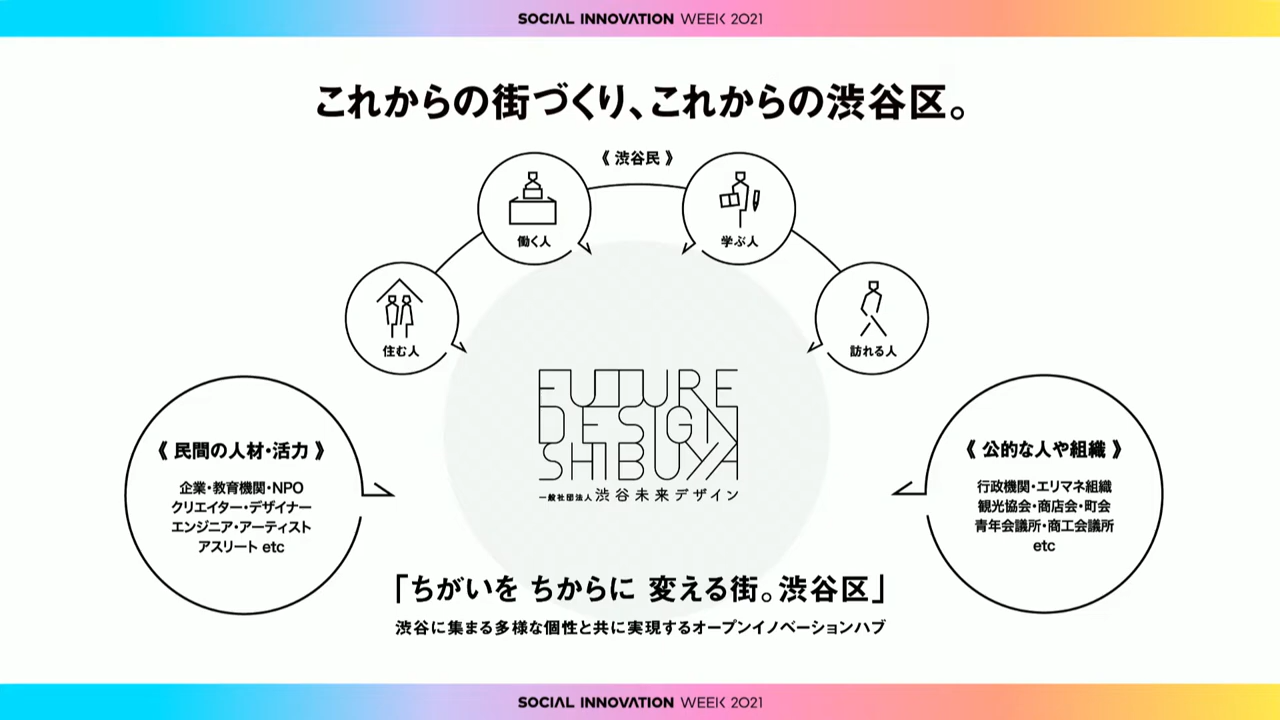 SOCIAL INNOVATION WEEK 2021
これからの街づくり、これからの渋谷区。
《 渋谷民 》
働く人
学ぶ人
住む人
訪れる人
《 民間の人材・活力 》
企業・教育機関・NPO
クリエイター・デザイナー
エンジニア・アーティスト
アスリート etc
FUTURE
DESIGN
SHIBUYA
一般社団法人 渋谷未来デザイン
《 公的な人や組織 》
行政機関・エリマネ組織
観光協会・商店会・町会
青年会議所・商工会議所
etc
「ちがいを ちからに 変える街。渋谷区」
渋谷に集まる多様な個性と共に実現するオープンイノベーションハブ
SOCIAL INNOVATION WEEK 2021